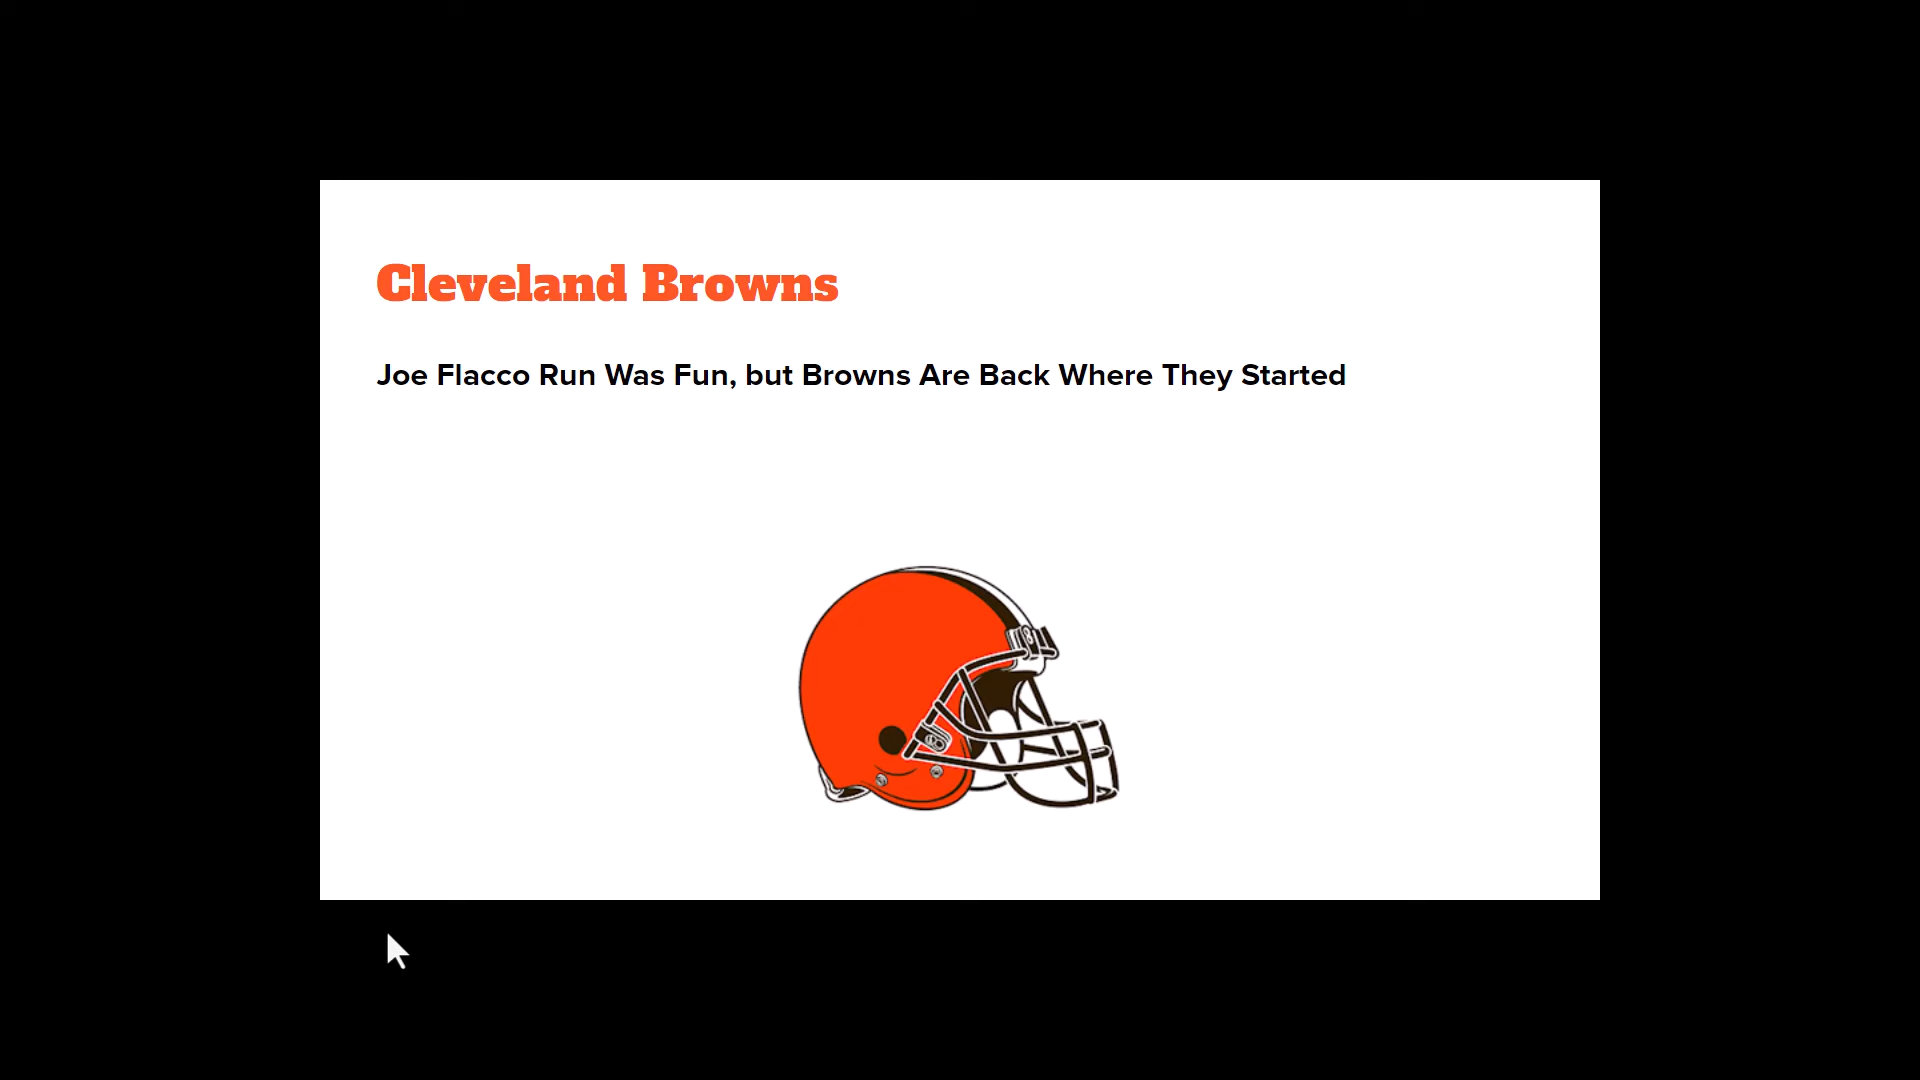 Cleveland Browns
Joe Flacco Run Was Fun, but Browns Are Back Where They Started